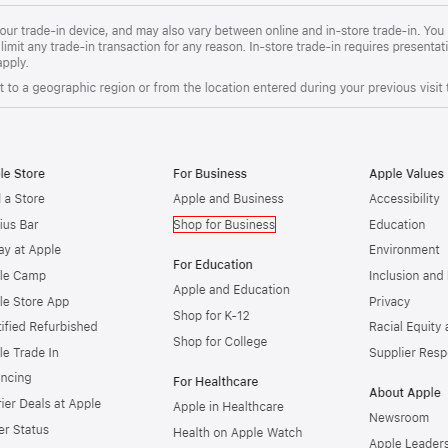 our trade-in device, and may also vary between online and in-store trade-in. You
limit any trade-in transaction for any reason. In-store trade-in requires presentati
apply.
t to a geographic region or from the location entered during your previous visit
le Store
a Store
ius Bar
ay at Apple
le Camp
le Store App
tified Refurbished
le Trade In
ncing
rier Deals at Apple
er Status
For Business
Apple and Business
Shop for Business
For Education
Apple and Education
Shop for K-12
Shop for College
For Healthcare
Apple in Healthcare
Health on Apple Watch
Apple Values
Accessibility
Education
Environment
Inclusion and
Privacy
Racial Equity a
Supplier Resp
About Apple
Newsroom
Apple Leaders